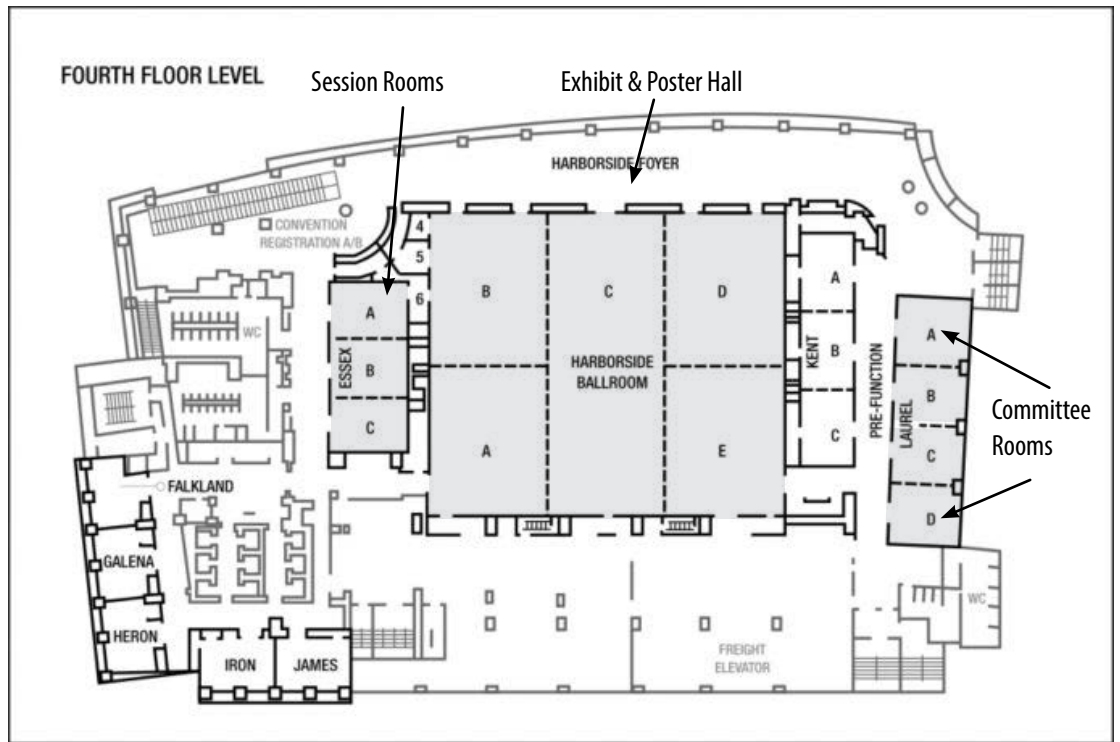 FOURTH FLOOR LEVEL
Session Rooms
Exhibit & Poster Hall
HARBORSIDE FOYER
CONVENTION
REGISTRATION A/B
4
5
6
WC
A
B
C
ESSEX
B
C
D
A
E
HARBORSIDE
BALLROOM
A
B
C
KENT
PRE-FUNCTION
LAUREL
A
B
C
D
Committee
Rooms
FALKLAND
GALENA
HERON
IRON
JAMES
FREIGHT
ELEVATOR
WC